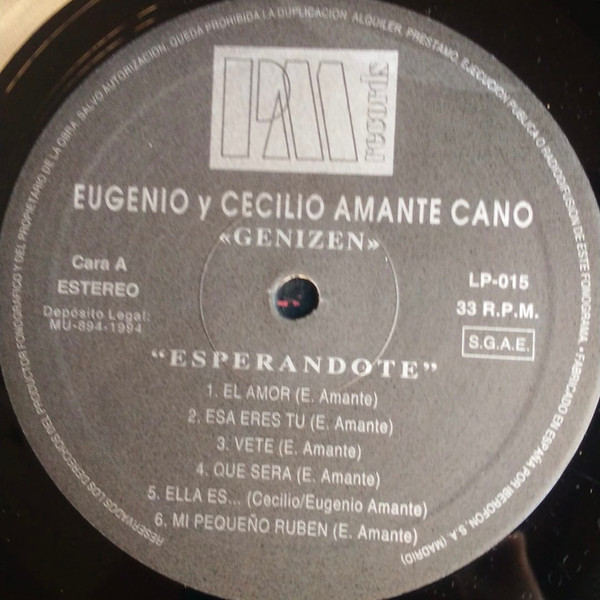 RESERVADOS LOS DERECHOS DEL PRODUCTOR FONOGRAFICO Y DEL PROPIETARIO DE LA OBRA. SALVO AUTORIZACION, QUEDA PROHIBIDA LA DUPLICACION, ALQUILER, PRESTAMO, EJECUCION PUBLICA O RADIODIFUSION DE ESTE FONOGRAMA • FABRICADO EN ESPAÑA POR IBEROFON, S.A. (MADRID)
PM records
EUGENIO y CECILIO AMANTE CANO
«GENIZEN»
Cara A
ESTEREO
Depósito Legal:
MU-894-1994
LP-015
33 R.P.M.
S.G.A.E.
"ESPERANDOTE"
1. EL AMOR (E. Amante)
2. ESA ERES TU (E. Amante)
3. VETE (E. Amante)
4. QUE SERA (E. Amante)
5. ELLA ES... (Cecilio/Eugenio Amante)
6. MI PEQUEÑO RUBEN (E. Amante)